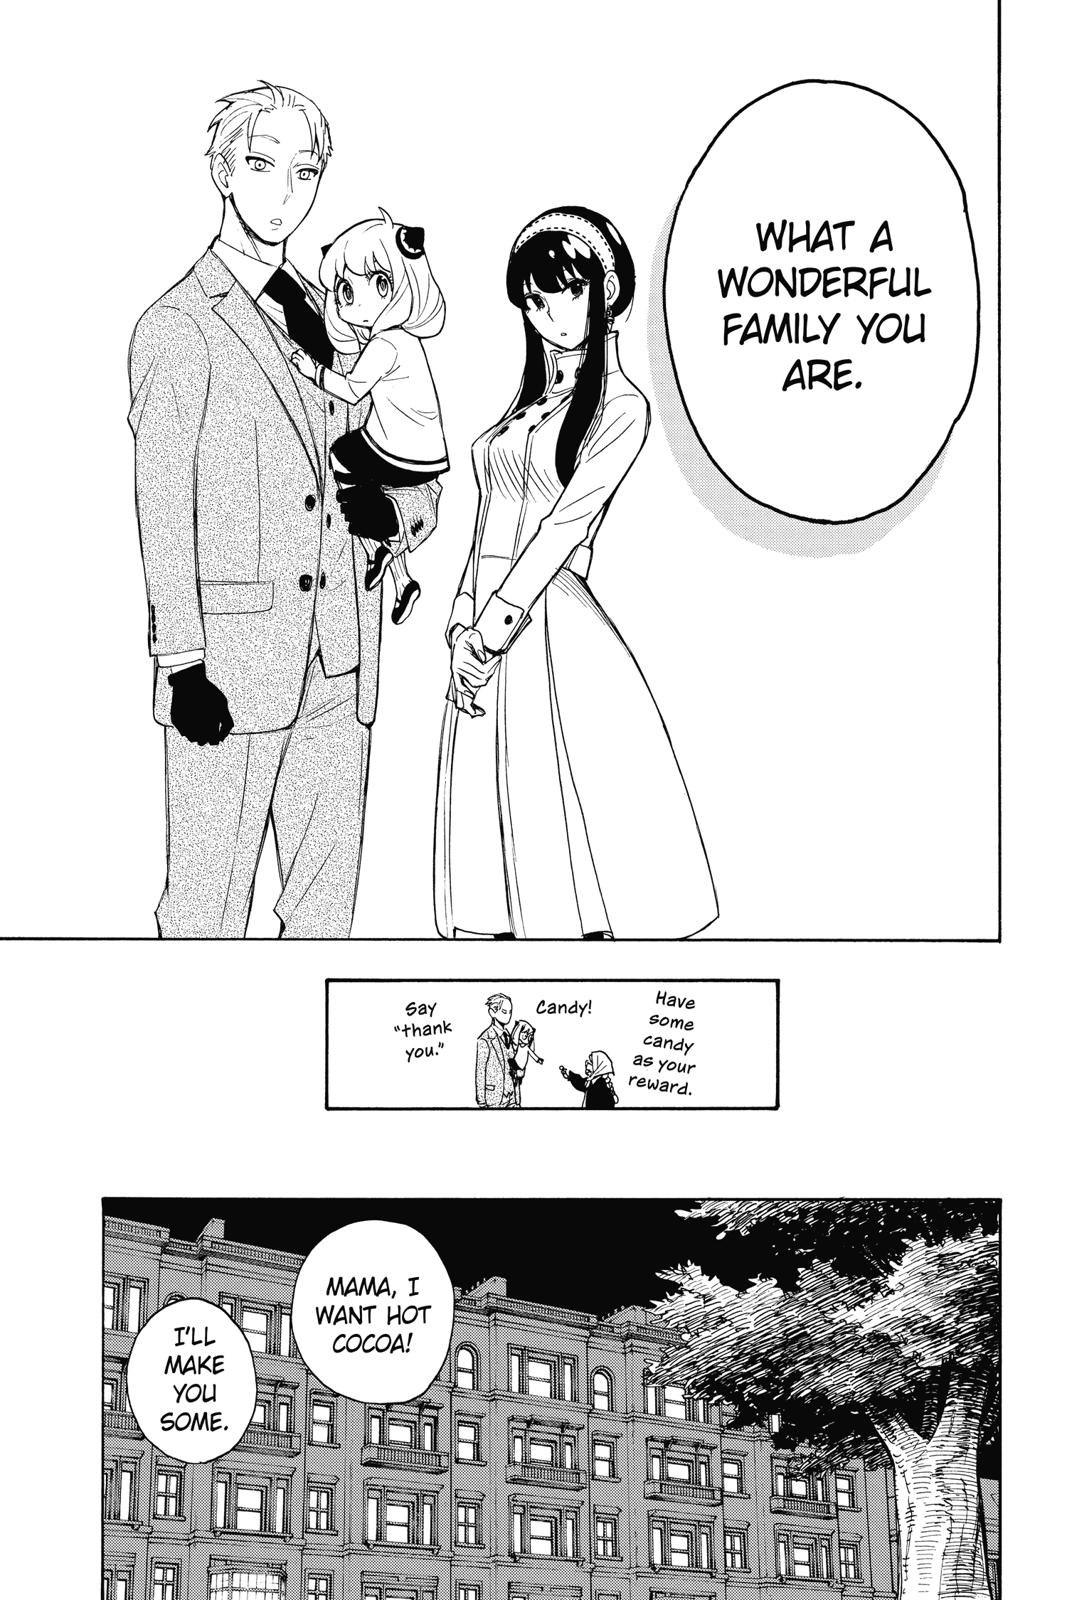 WHAT A
WONDERFUL
FAMILY YOU
ARE.
Have
some
candy
as your
reward.
Candy!
Say
"thank
you."
MAMA, I
WANT HOT
COCOA!
I'LL
MAKE
YOU
SOME.